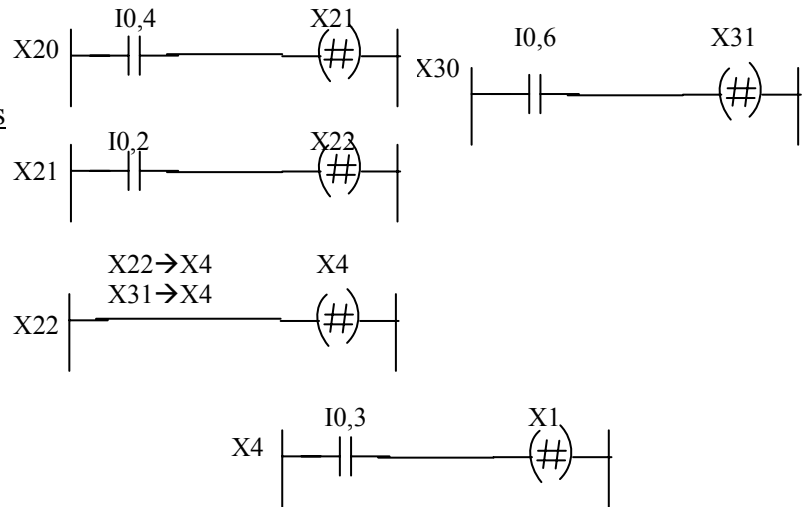 I0,4 X21
X20
I0,6 X31
X30
s
I0,2 X22
X21
X22→X4 X4
X31→X4
X22
I0,3 X1
X4